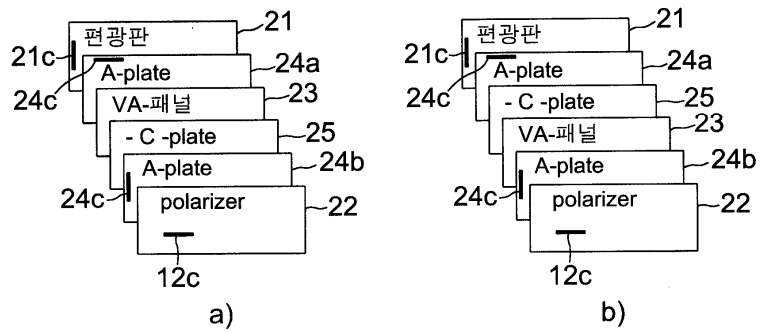 편광판
21
21c
24c
A-plate
24a
VA-패널
23
- C -plate
25
A-plate
24b
24c
polarizer
22
12c
a)
편광판
21
21c
24c
A-plate
24a
- C -plate
25
VA-패널
23
A-plate
24b
24c
polarizer
22
12c
b)